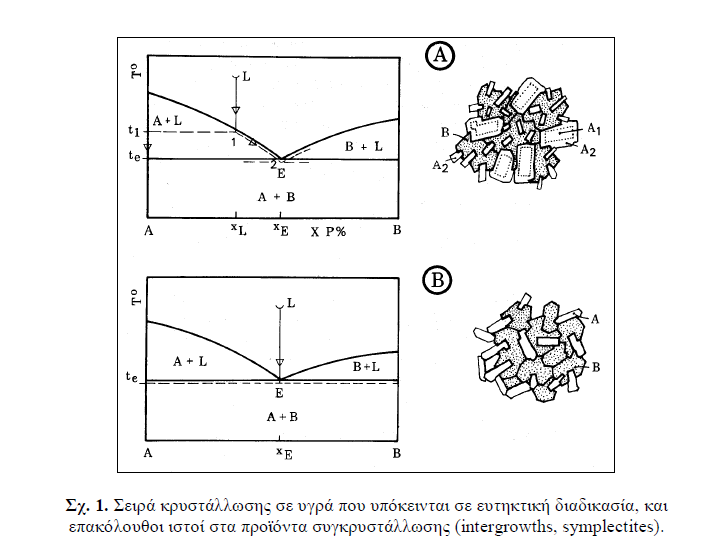 T°
L
A + L
t1
1
te
2
E
B + L
A + B
A
xL
xE
X P%
B
A
B
A1
A2
A2
B
T°
L
A + L
B+L
te
E
A+B
A
xE
B
A
B
Σχ. 1. Σειρά κρυστάλλωσης σε υγρά που υπόκεινται σε ευτηκτική διαδικασία, και
επακόλουθοι ιστοί στα προϊόντα συγκρυστάλλωσης (intergrowths, symplectites).